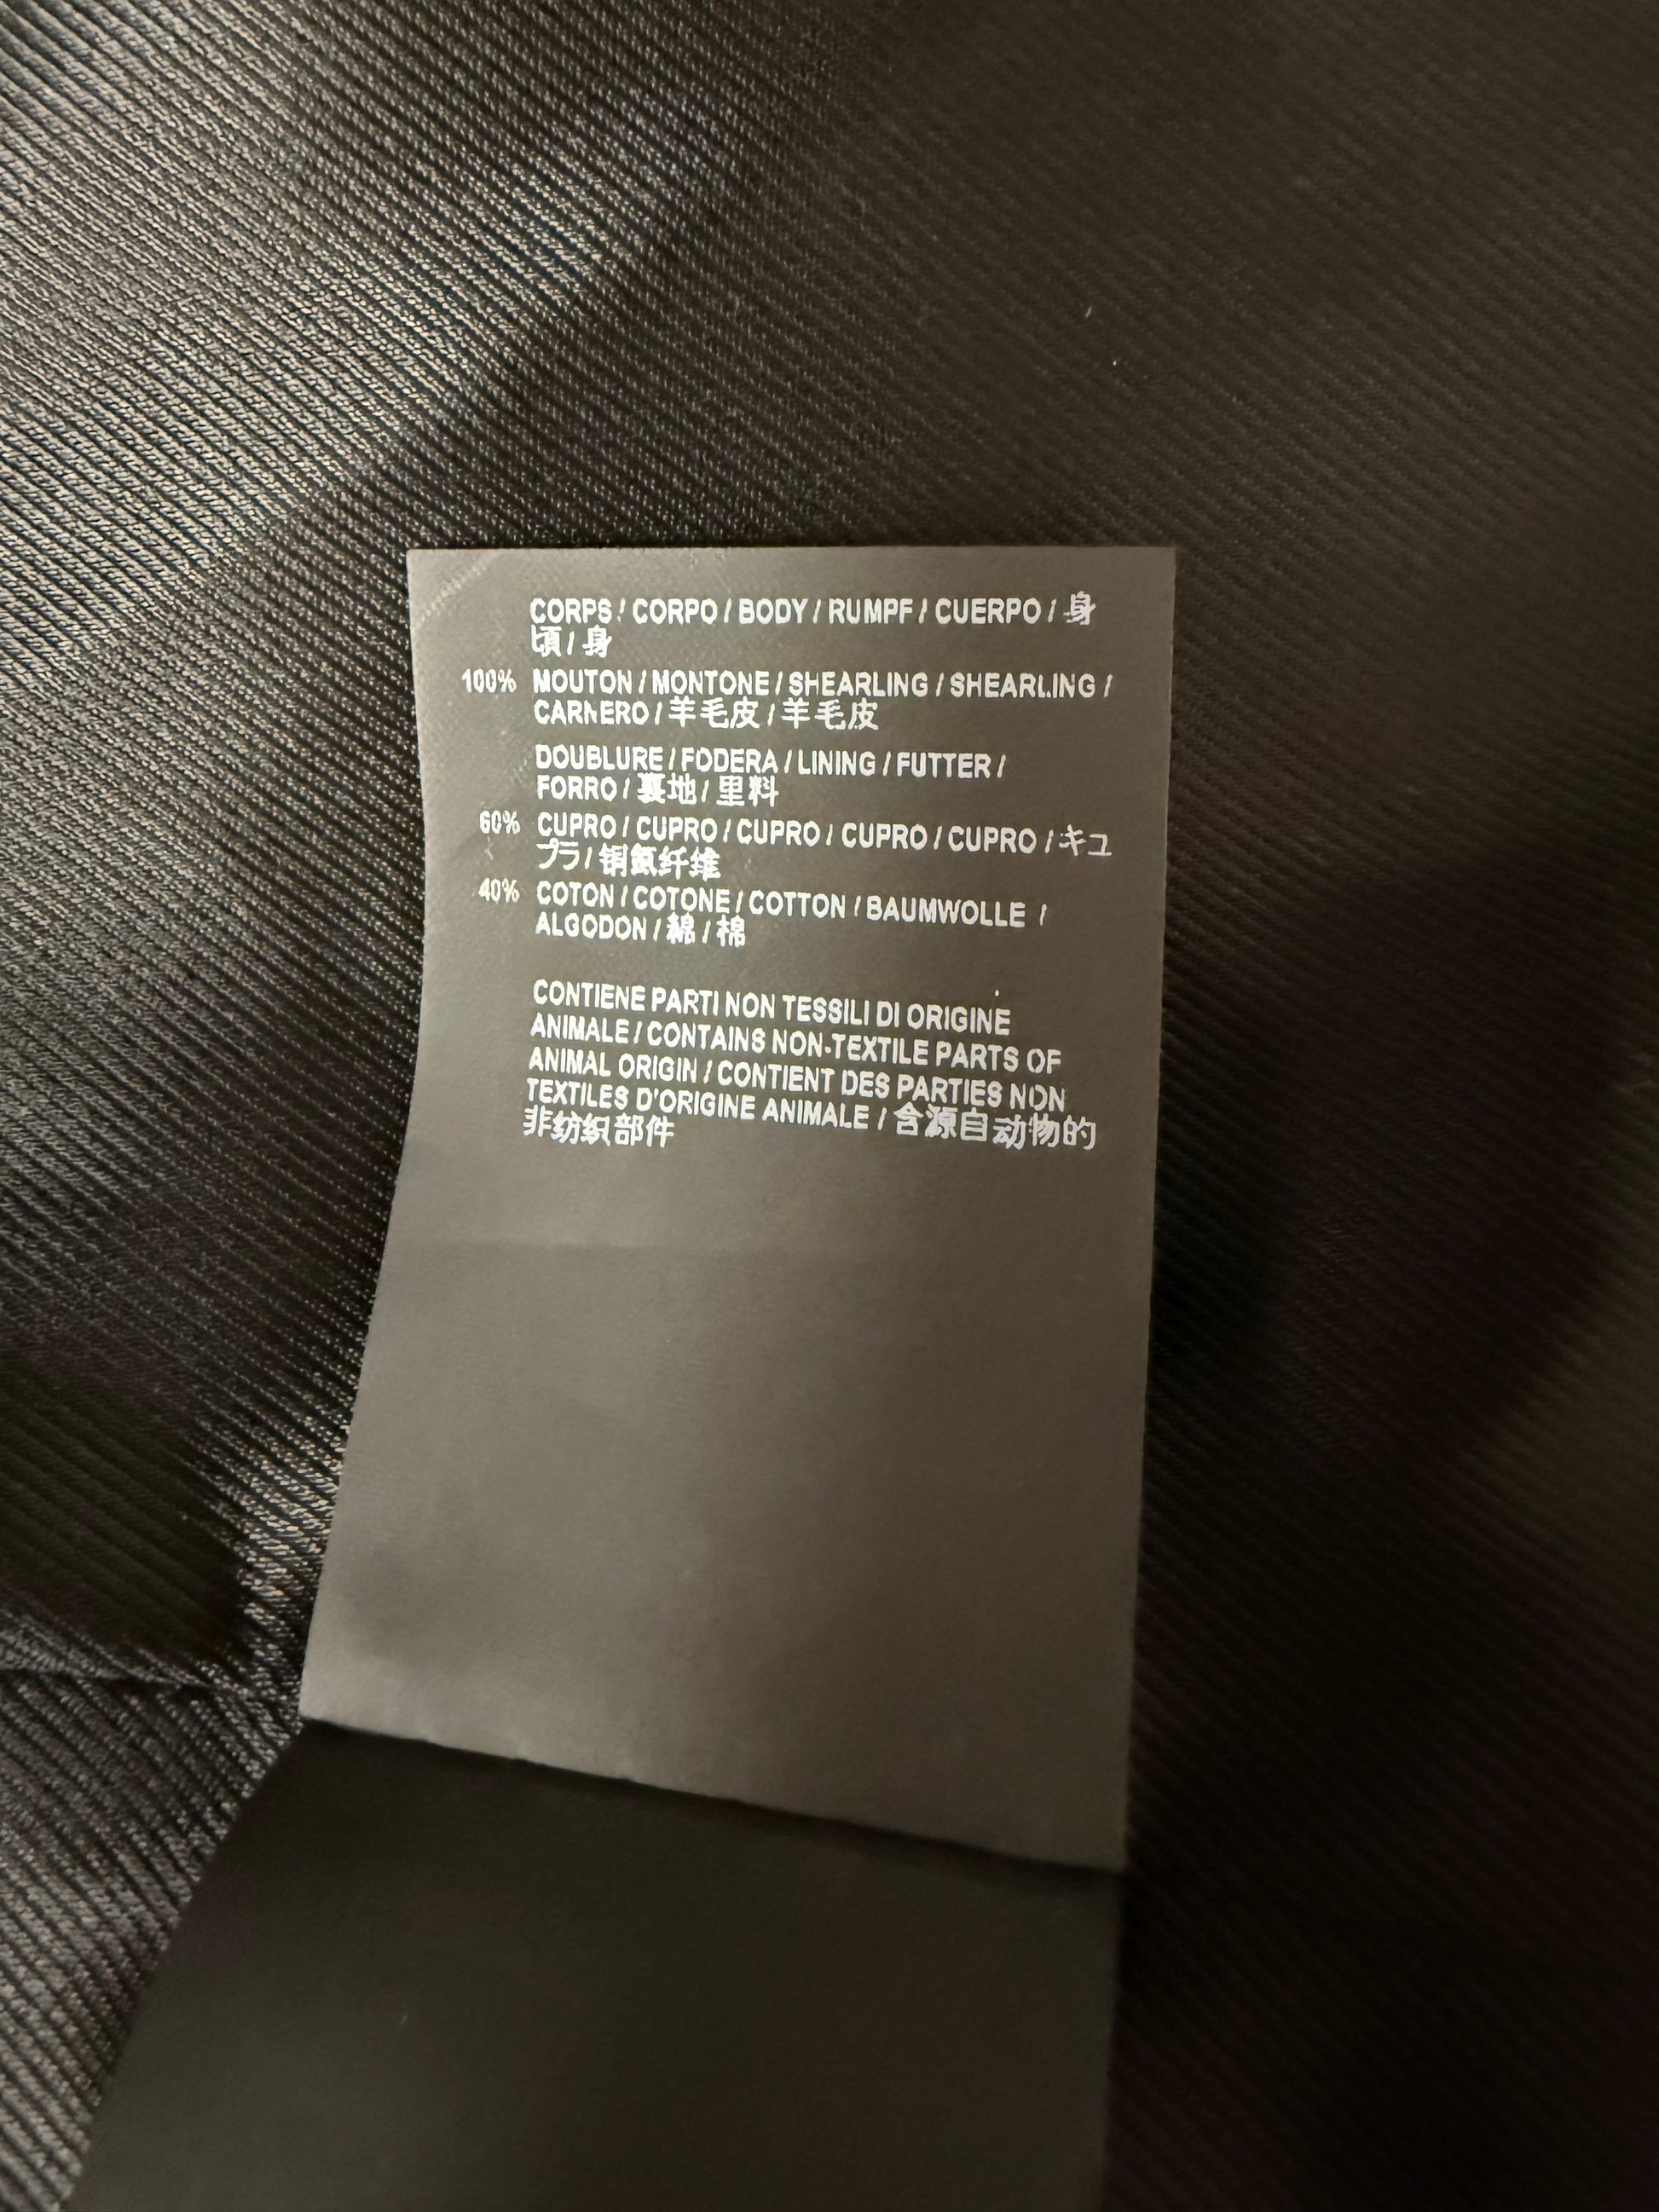 CORPS / CORPO / BODY / RUMPF / CUERPO / 身
頃 / 身
100% MOUTON / MONTONE / SHEARLING / SHEARLING /
CARNERO / 羊毛皮 / 羊毛皮
DOUBLURE / FODERA / LINING / FUTTER /
FORRO / 裏地 / 里料
60% CUPRO / CUPRO / CUPRO / CUPRO / CUPRO / キュ
プラ / 铜氨纤维
40% COTON / COTONE / COTTON / BAUMWOLLE /
ALGODON / 綿 / 棉
CONTIENE PARTI NON TESSILI DI ORIGINE
ANIMALE / CONTAINS NON-TEXTILE PARTS OF
ANIMAL ORIGIN / CONTIENT DES PARTIES NON
TEXTILES D'ORIGINE ANIMALE / 含源自动物的
非纺织部件